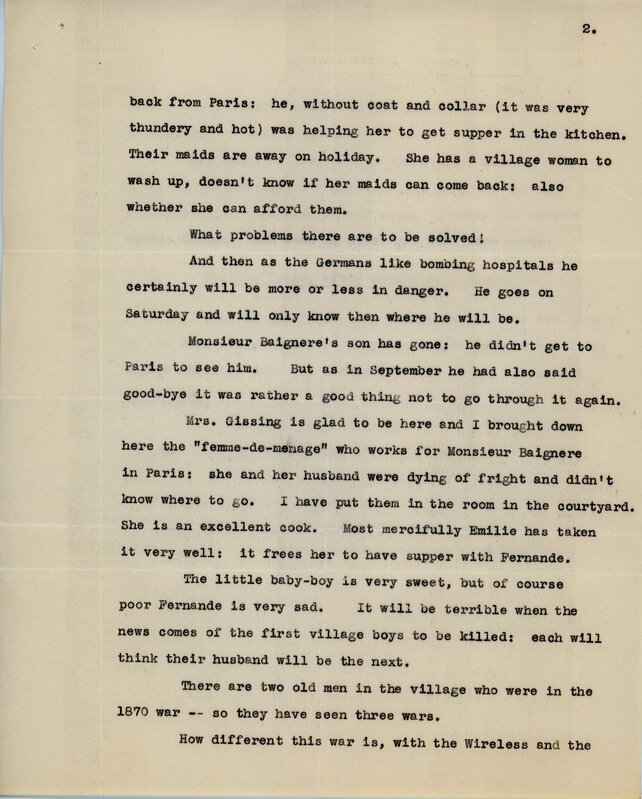 2.
back from Paris: he, without coat and collar (it was very
thundery and hot) was helping her to get supper in the kitchen.
Their maids are away on holiday. She has a village woman to
wash up, doesn't know if her maids can come back: also
whether she can afford them.
What problems there are to be solved!
And then as the Germans like bombing hospitals he
certainly will be more or less in danger. He goes on
Saturday and will only know then where he will be.
Monsieur Baignere's son has gone: he didn't get to
Paris to see him. But as in September he had also said
good-bye it was rather a good thing not to go through it again.
Mrs. Gissing is glad to be here and I brought down
here the "femme-de-menage" who works for Monsieur Baignere
in Paris: she and her husband were dying of fright and didn't
know where to go. I have put them in the room in the courtyard.
She is an excellent cook. Most mercifully Emilie has taken
it very well: it frees her to have supper with Fernande.
The little baby-boy is very sweet, but of course
poor Fernande is very sad. It will be terrible when the
news comes of the first village boys to be killed: each will
think their husband will be the next.
There are two old men in the village who were in the
1870 war -- so they have seen three wars.
How different this war is, with the Wireless and the